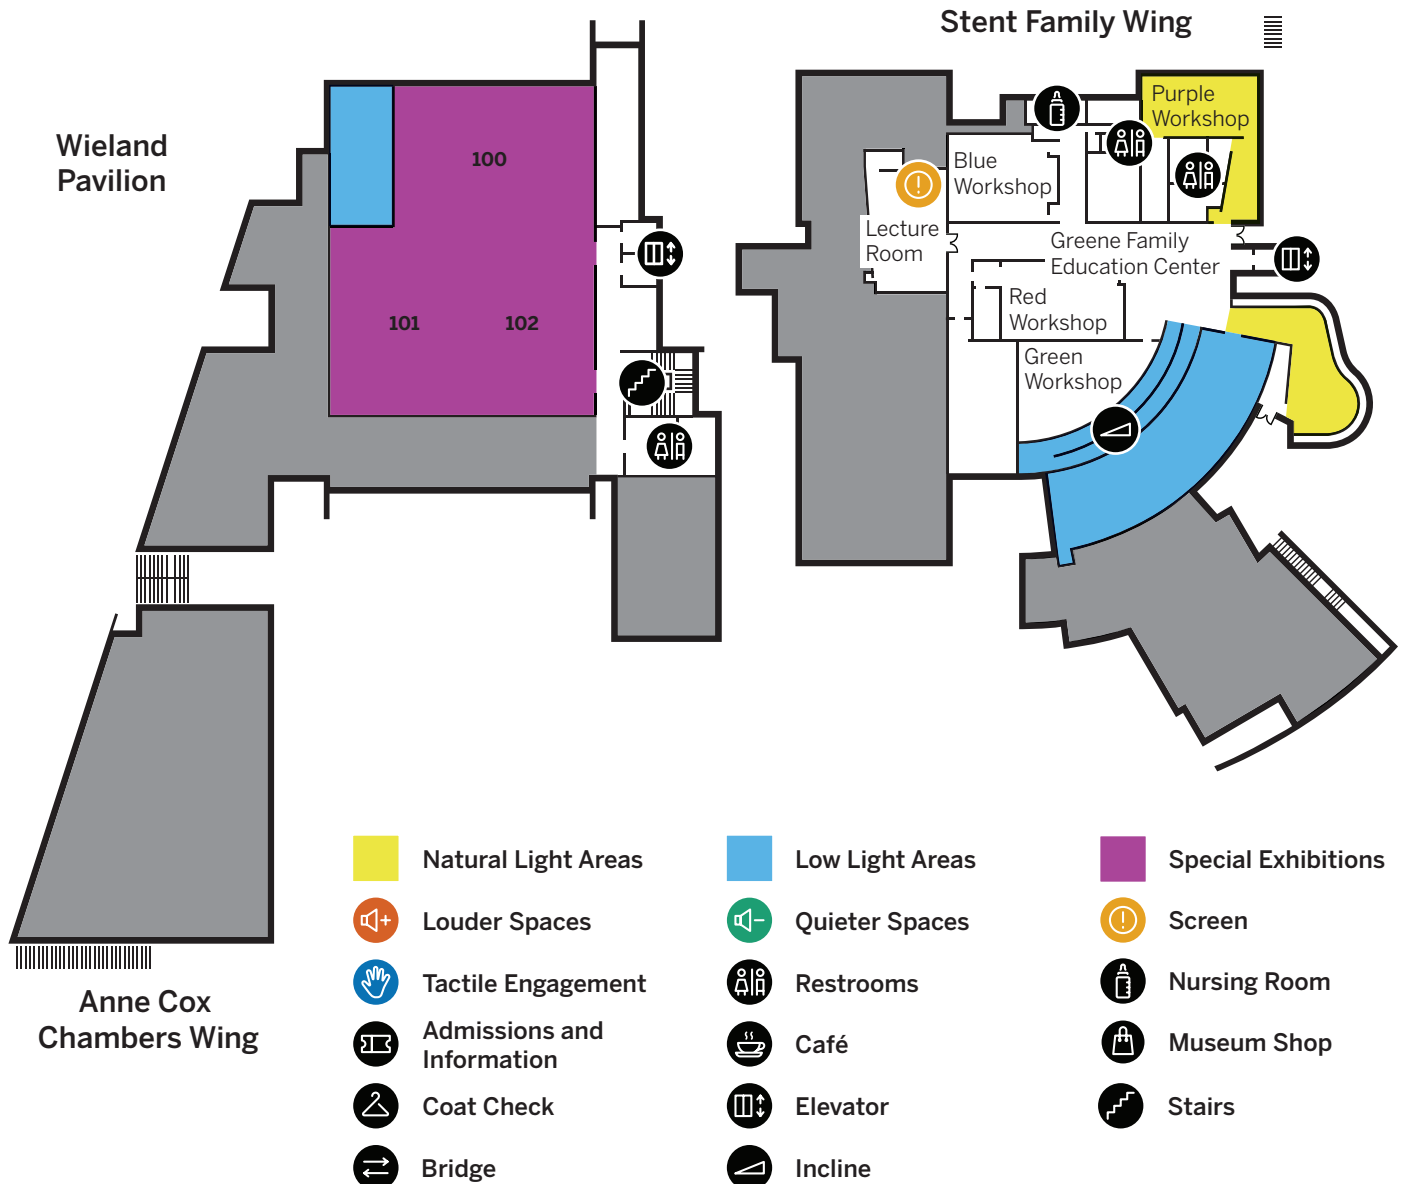 Stent Family Wing
Wieland
Pavilion
100
101
102
Purple
Workshop
Blue
Workshop
Lecture
Room
Greene Family
Education Center
Red
Workshop
Green
Workshop
Anne Cox
Chambers Wing
Natural Light Areas
Low Light Areas
Special Exhibitions
Louder Spaces
Quieter Spaces
Screen
Tactile Engagement
Restrooms
Nursing Room
Admissions and
Information
Café
Museum Shop
Coat Check
Elevator
Stairs
Bridge
Incline